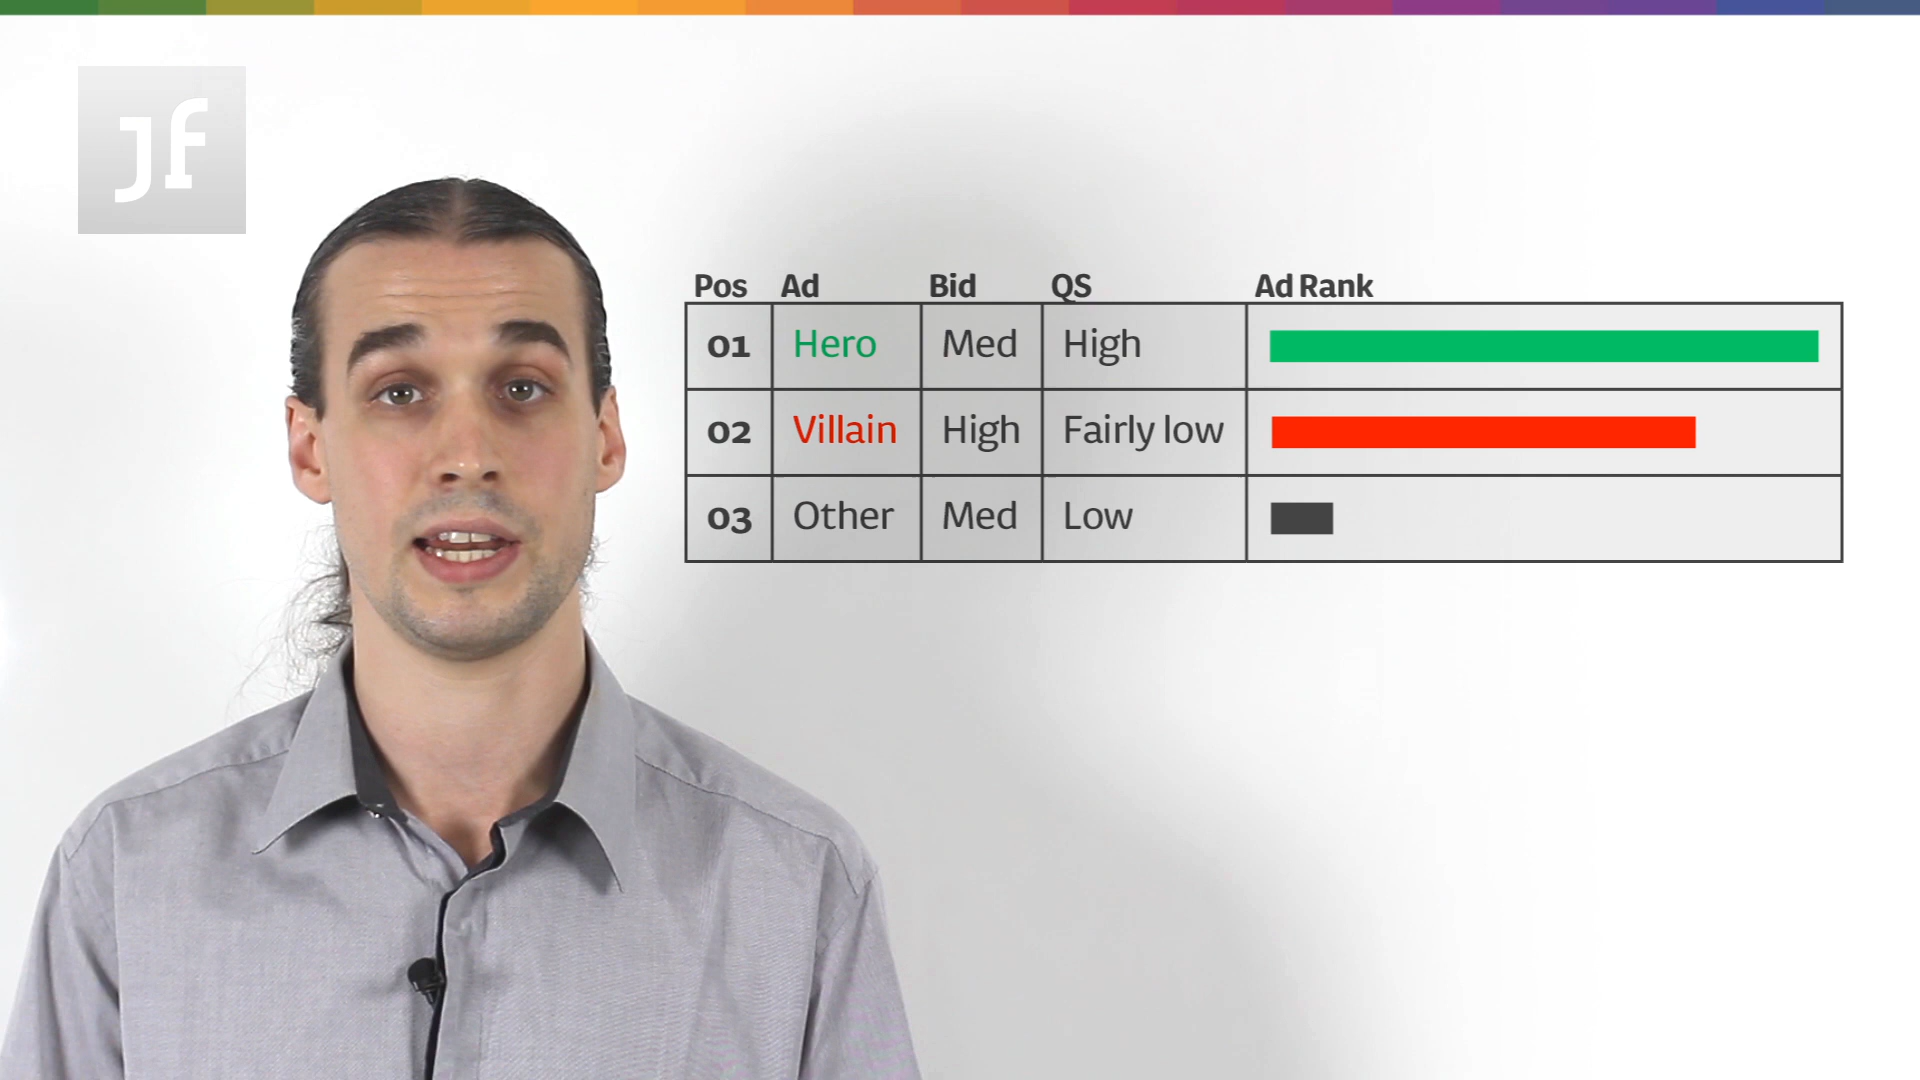 Jf
Pos Ad Bid QS Ad Rank
01 Hero Med High
02 Villain High Fairly low
03 Other Med Low